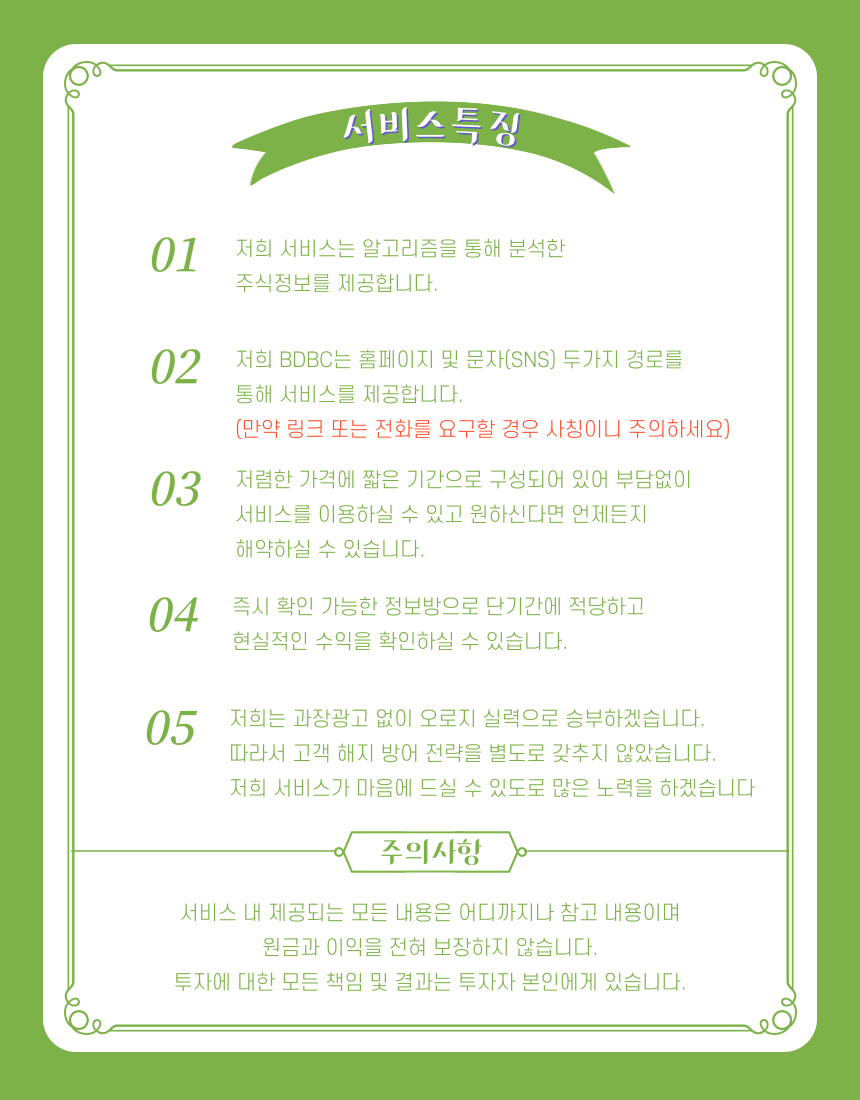 서비스특징
01
저희 서비스는 알고리즘을 통해 분석한
주식정보를 제공합니다.
02
저희 BDBC는 홈페이지 및 문자(SNS) 두가지 경로를
통해 서비스를 제공합니다.
(만약 링크 또는 전화를 요구할 경우 사칭이니 주의하세요)
03
저렴한 가격에 짧은 기간으로 구성되어 있어 부담없이
서비스를 이용하실 수 있고 원하신다면 언제든지
해약하실 수 있습니다.
04
즉시 확인 가능한 정보방으로 단기간에 적당하고
현실적인 수익을 확인하실 수 있습니다.
05
저희는 과장광고 없이 오로지 실력으로 승부하겠습니다.
따라서 고객 해지 방어 전략을 별도로 갖추지 않았습니다.
저희 서비스가 마음에 드실 수 있도로 많은 노력을 하겠습니다
주의사항
서비스 내 제공되는 모든 내용은 어디까지나 참고 내용이며
원금과 이익을 전혀 보장하지 않습니다.
투자에 대한 모든 책임 및 결과는 투자자 본인에게 있습니다.